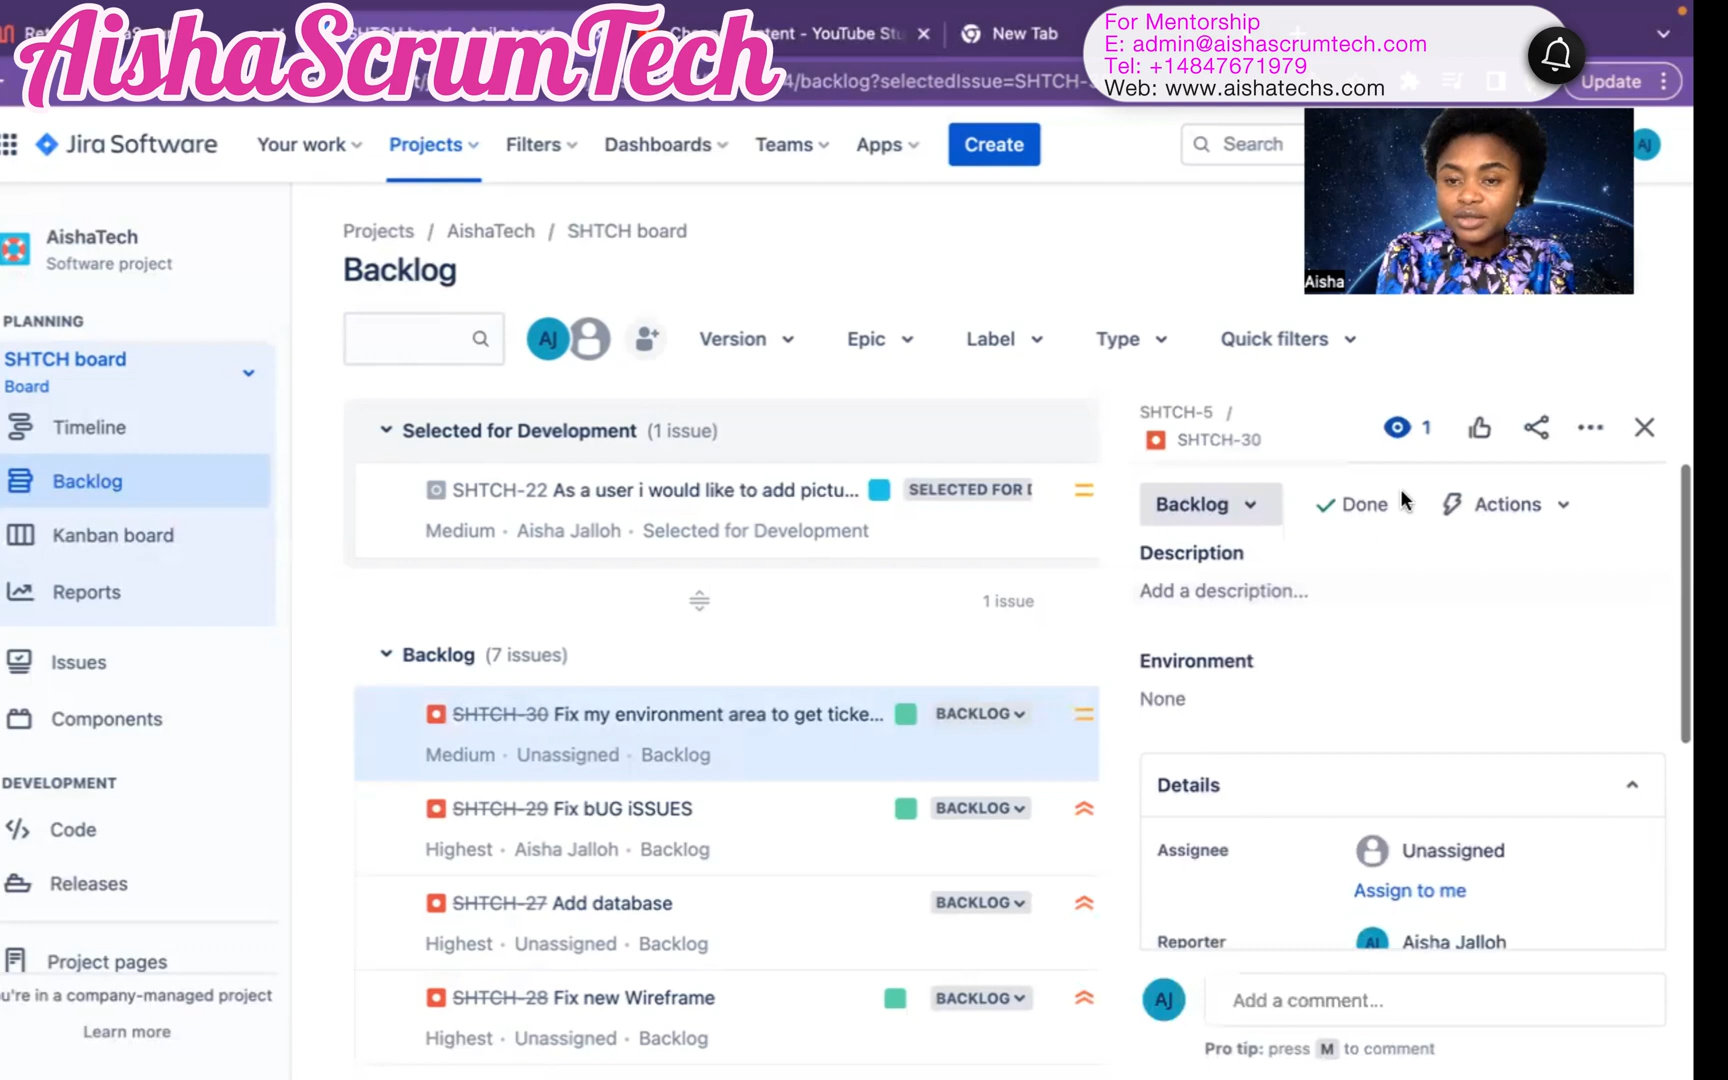 AishaScrumTech
For Mentorship
E: admin@aishascrumtech.com
Tel: +14847671979
Web: www.aishatechs.com
YouTube Stu
New Tab
/backlog?selectedIssue=SHTCH-
Update
Jira Software
Your work
Projects
Filters
Dashboards
Teams
Apps
Create
Search
AJ
AishaTech
Software project
PLANNING
SHTCH board
Board
Timeline
Backlog
Kanban board
Reports
Issues
Components
DEVELOPMENT
Code
Releases
Project pages
u're in a company-managed project
Learn more
Projects / AishaTech / SHTCH board
Backlog
Aisha
AJ
Version
Epic
Label
Type
Quick filters
Selected for Development (1 issue)
SHTCH-22 As a user i would like to add pictu... SELECTED FOR D
Medium · Aisha Jalloh · Selected for Development
1 issue
Backlog (7 issues)
SHTCH-30 Fix my environment area to get ticke... BACKLOG
Medium · Unassigned · Backlog
SHTCH-29 Fix bUG iSSUES BACKLOG
Highest · Aisha Jalloh · Backlog
SHTCH-27 Add database BACKLOG
Highest · Unassigned · Backlog
SHTCH-28 Fix new Wireframe BACKLOG
Highest · Unassigned · Backlog
SHTCH-5 /
SHTCH-30
1
Backlog
Done
Actions
Description
Add a description...
Environment
None
Details
Assignee
Unassigned
Assign to me
Reporter
AJ
Aisha Jalloh
AJ
Add a comment...
Pro tip: press M to comment